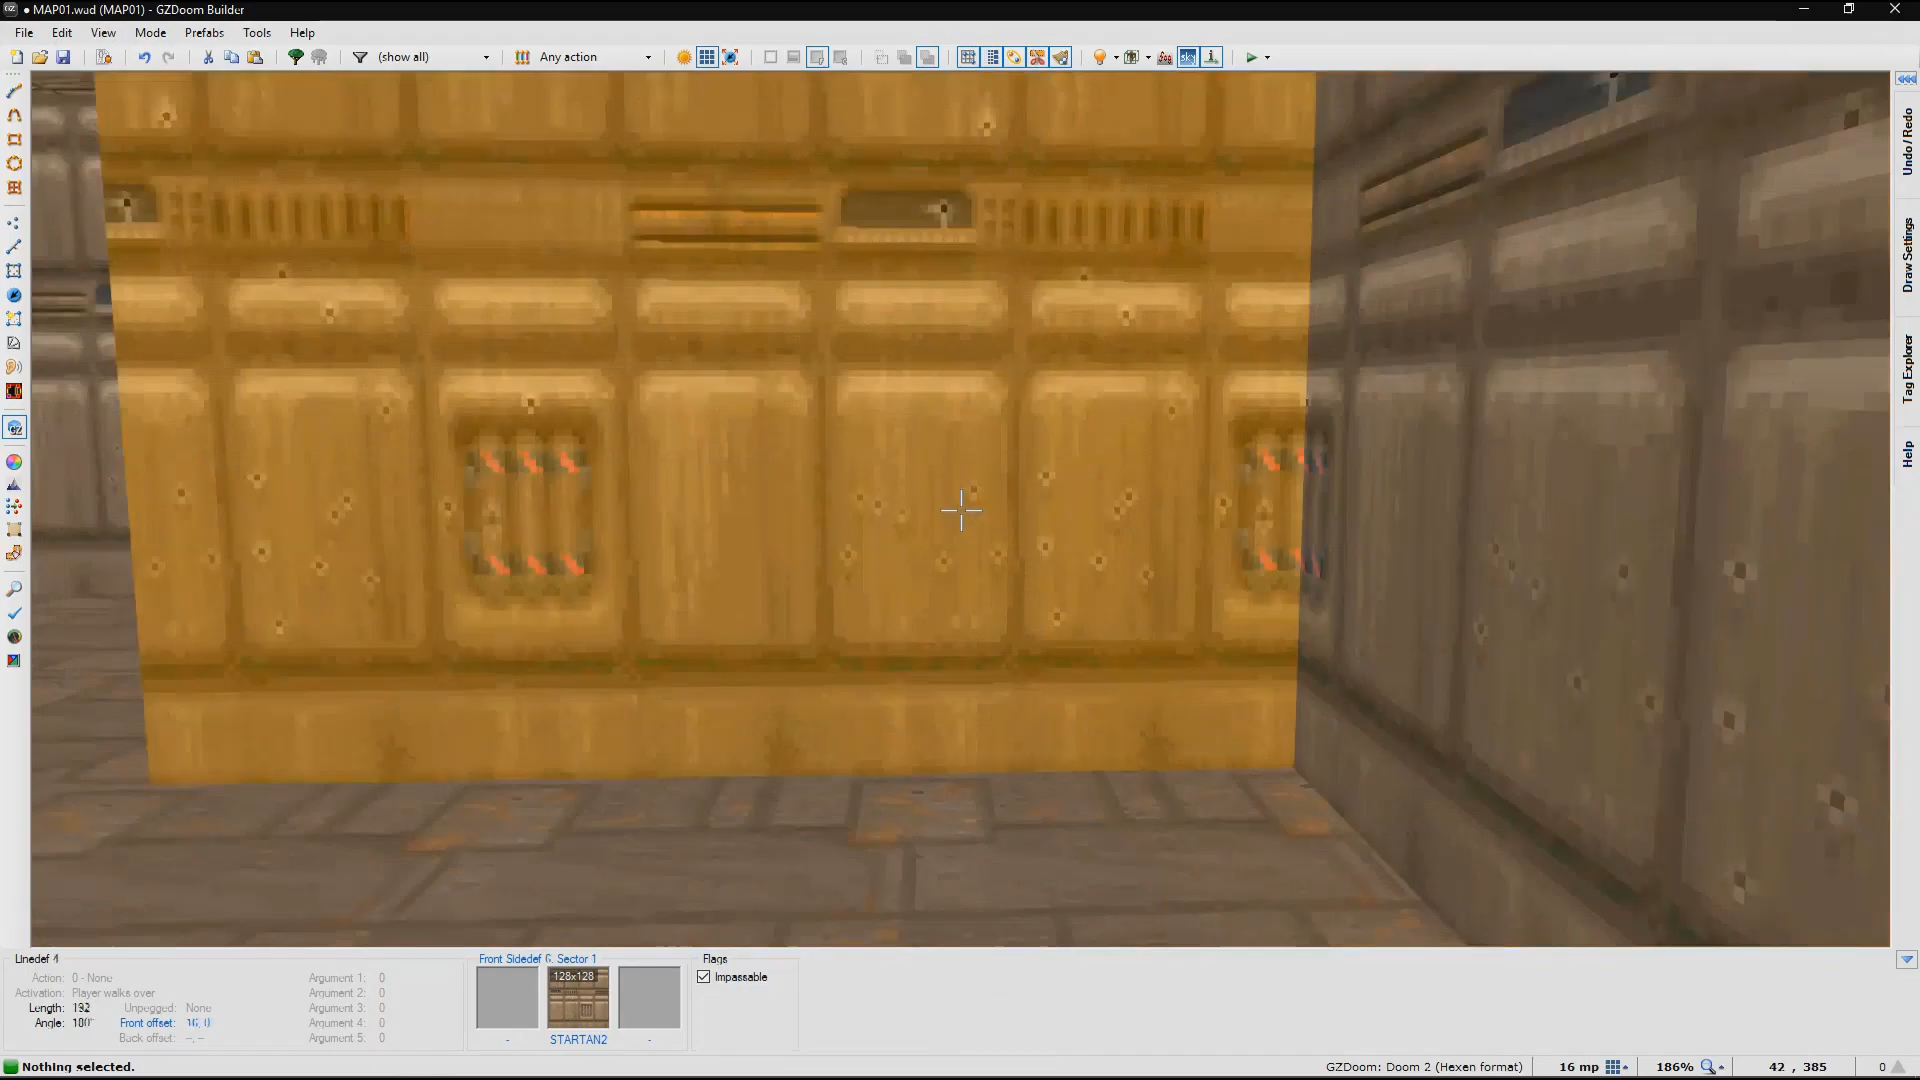 • MAP01.wad (MAP01) - GZDoom Builder
File Edit View Mode Prefabs Tools Help
(show all) Any action
Undo / Redo
Draw Settings
Tag Explorer
Help
Linedef 4
Action: 0 - None
Activation: Player walks over
Length: 192 Unpegged: None
Angle: 180° Front offset:
Back offset: --, --
Argument 1: 0
Argument 2: 0
Argument 3: 0
Argument 4: 0
Argument 5: 0
Front Sidedef 6, Sector 1
128x128
- STARTAN2 -
Flags
Impassable
Nothing selected.
GZDoom: Doom 2 (Hexen format) 16 mp 186% 42 , 385 0